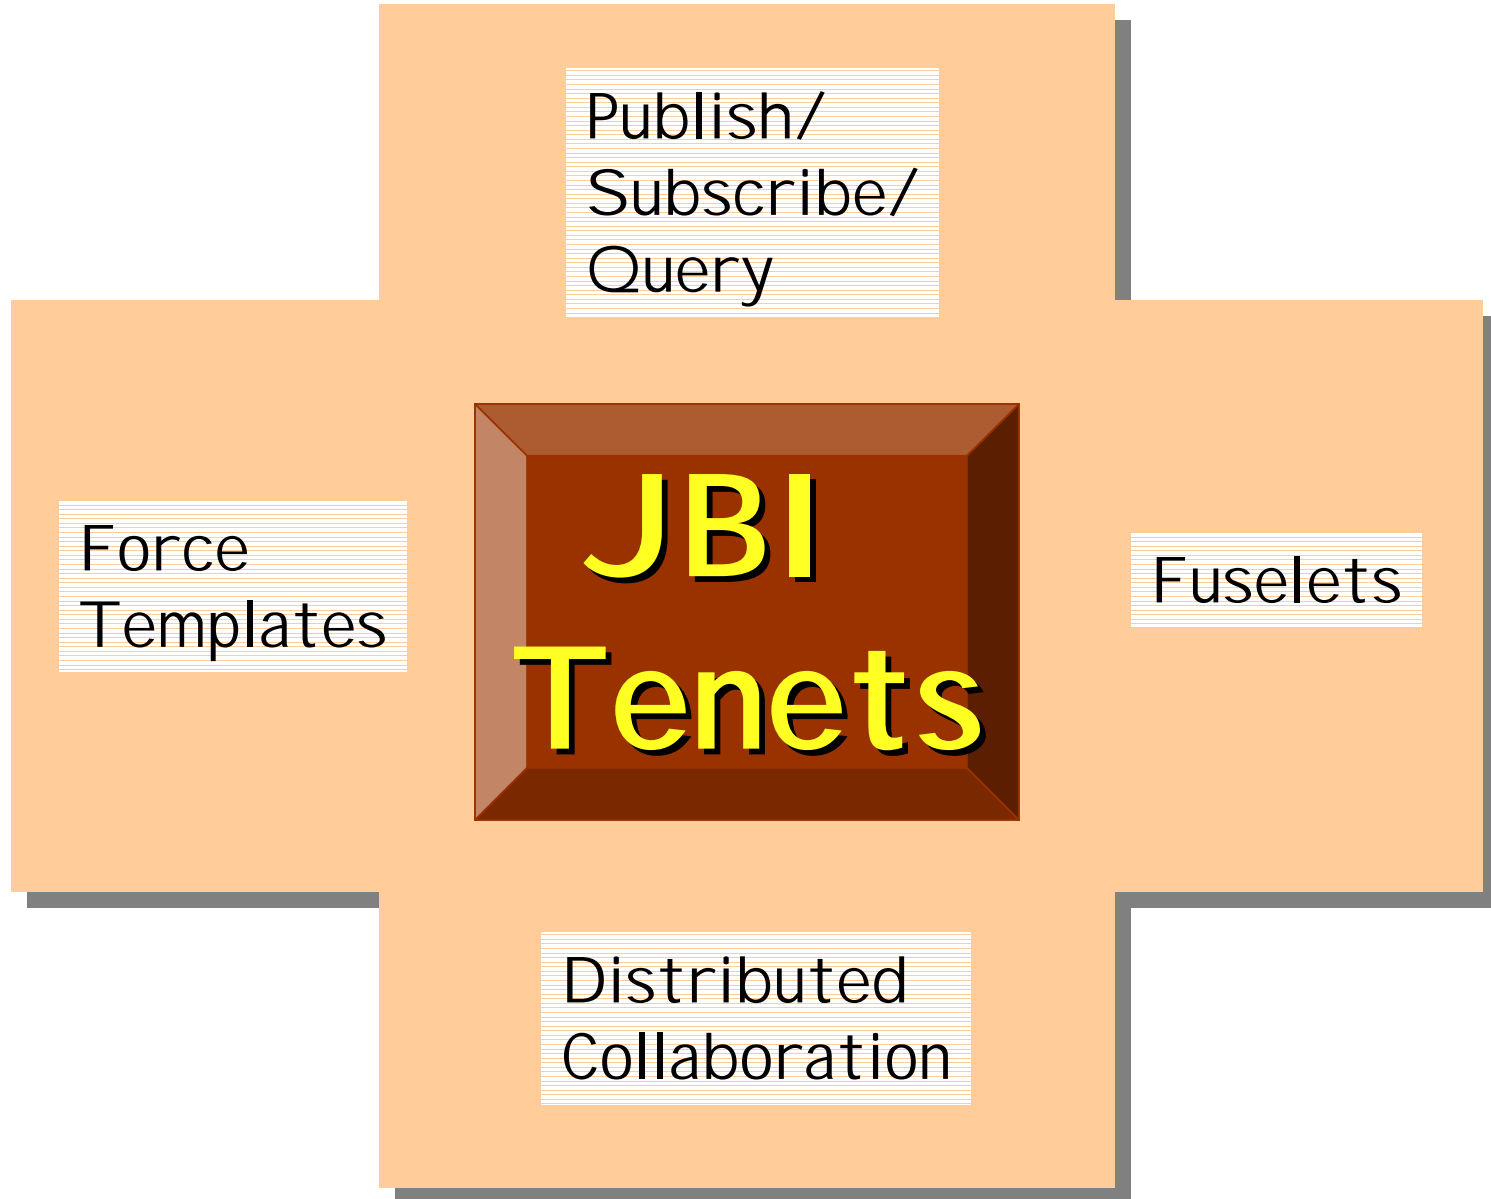 Publish/
Subscribe/
Query
Force
Templates
JBI
Tenets
Fuselets
Distributed
Collaboration